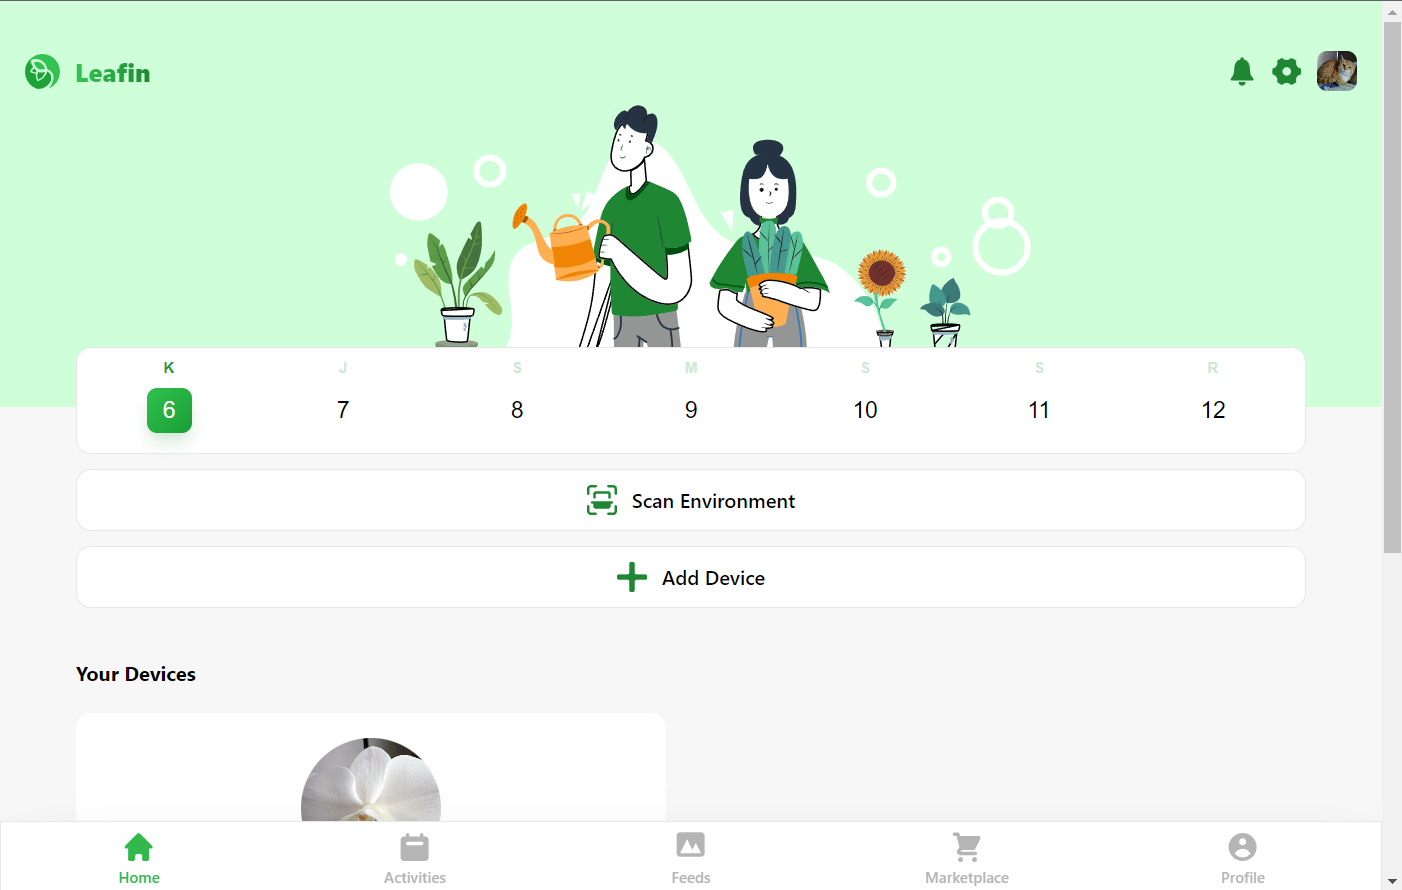 Leafin
K J S M S S R
6 7 8 9 10 11 12
Scan Environment
Add Device
Your Devices
Home Activities Feeds Marketplace Profile